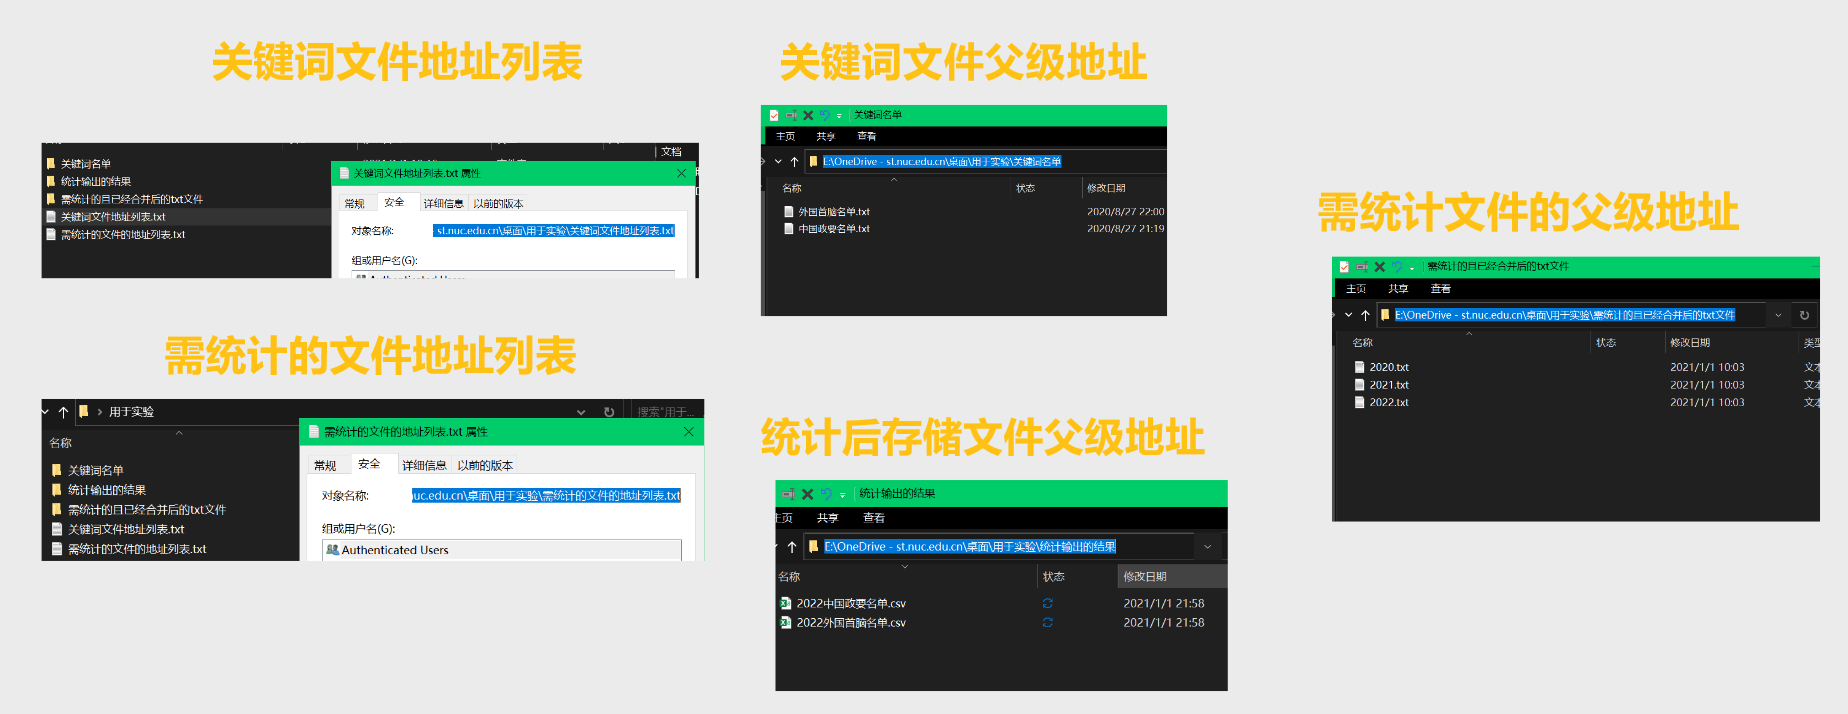 关键词文件地址列表
文档
关键词名单
统计输出的结果
需统计的且已经合并后的txt文件
关键词文件地址列表.txt
需统计的文件的地址列表.txt
关键词文件地址列表.txt 属性
常规 安全 详细信息 以前的版本
对象名称: - st.nuc.edu.cn\桌面\用于实验\关键词文件地址列表.txt
组或用户名(G):
Authenticated Users
需统计的文件地址列表
用于实验
搜索"用于...
名称
关键词名单
统计输出的结果
需统计的且已经合并后的txt文件
关键词文件地址列表.txt
需统计的文件的地址列表.txt
需统计的文件的地址列表.txt 属性
常规 安全 详细信息 以前的版本
对象名称: nuc.edu.cn\桌面\用于实验\需统计的文件的地址列表.txt
组或用户名(G):
Authenticated Users
关键词文件父级地址
关键词名单
主页 共享 查看
E:\OneDrive - st.nuc.edu.cn\桌面\用于实验\关键词名单
名称 状态 修改日期
外国首脑名单.txt 2020/8/27 22:00
中国政要名单.txt 2020/8/27 21:19
统计后存储文件父级地址
统计输出的结果
主页 共享 查看
E:\OneDrive - st.nuc.edu.cn\桌面\用于实验\统计输出的结果
名称 状态 修改日期
2022中国政要名单.csv 2021/1/1 21:58
2022外国首脑名单.csv 2021/1/1 21:58
需统计文件的父级地址
需统计的且已经合并后的txt文件
主页 共享 查看
E:\OneDrive - st.nuc.edu.cn\桌面\用于实验\需统计的且已经合并后的txt文件
名称 状态 修改日期 类型
2020.txt 2021/1/1 10:03 文本
2021.txt 2021/1/1 10:03 文本
2022.txt 2021/1/1 10:03 文本